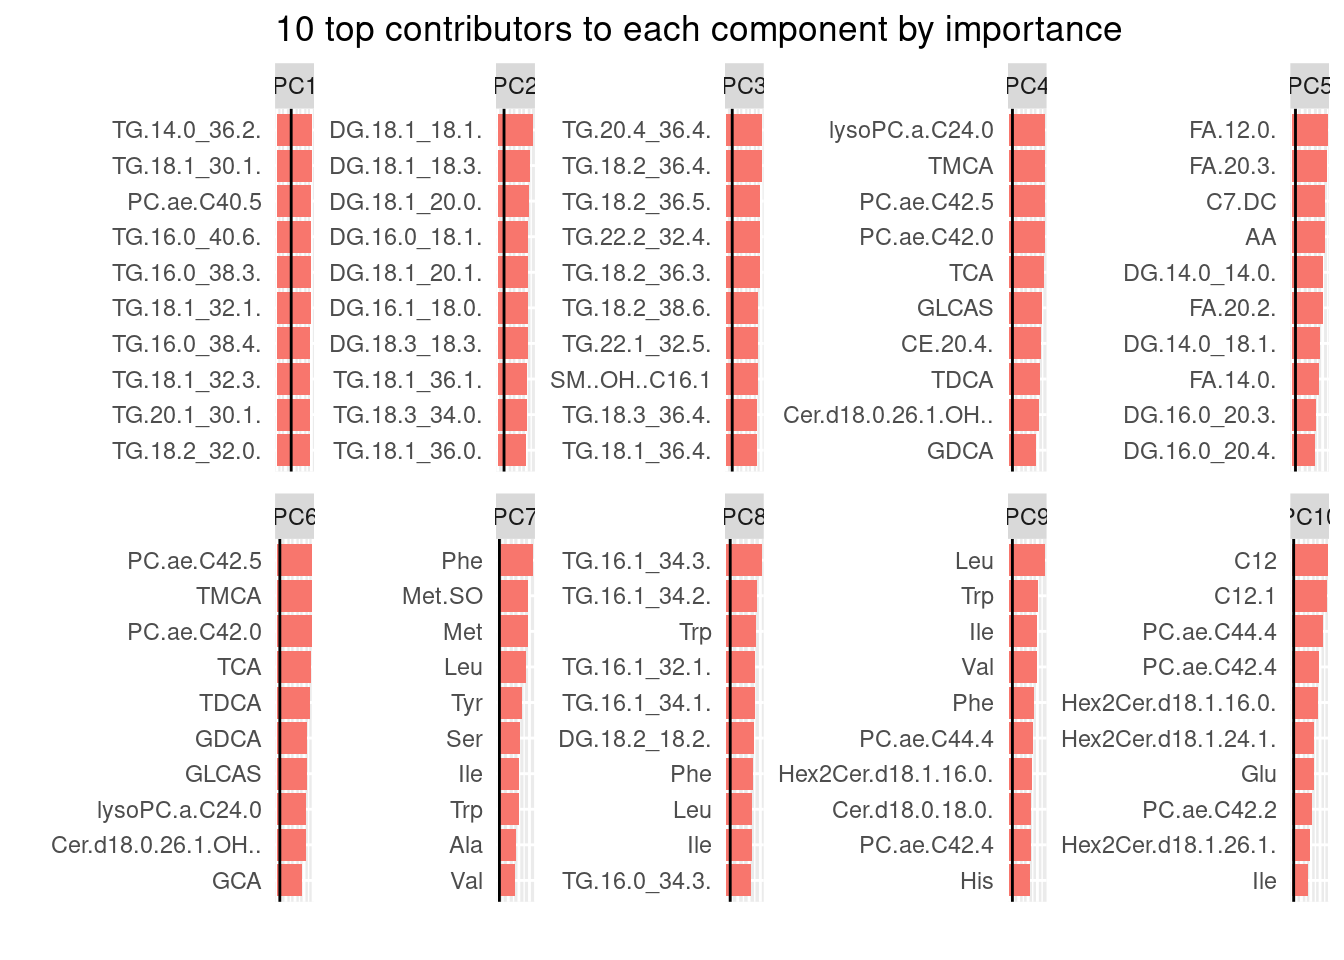 10 top contributors to each component by importance
PC1
TG.14.0_36.2.
TG.18.1_30.1.
PC.ae.C40.5
TG.16.0_40.6.
TG.16.0_38.3.
TG.18.1_32.1.
TG.16.0_38.4.
TG.18.1_32.3.
TG.20.1_30.1.
TG.18.2_32.0.
PC2
DG.18.1_18.1.
DG.18.1_18.3.
DG.18.1_20.0.
DG.16.0_18.1.
DG.18.1_20.1.
DG.16.1_18.0.
DG.18.3_18.3.
TG.18.1_36.1.
TG.18.3_34.0.
TG.18.1_36.0.
PC3
TG.20.4_36.4.
TG.18.2_36.4.
TG.18.2_36.5.
TG.22.2_32.4.
TG.18.2_36.3.
TG.18.2_38.6.
TG.22.1_32.5.
SM..OH..C16.1
TG.18.3_36.4.
TG.18.1_36.4.
PC4
lysoPC.a.C24.0
TMCA
PC.ae.C42.5
PC.ae.C42.0
TCA
GLCAS
CE.20.4.
TDCA
Cer.d18.0.26.1.OH..
GDCA
PC5
FA.12.0.
FA.20.3.
C7.DC
AA
DG.14.0_14.0.
FA.20.2.
DG.14.0_18.1.
FA.14.0.
DG.16.0_20.3.
DG.16.0_20.4.
PC6
PC.ae.C42.5
TMCA
PC.ae.C42.0
TCA
TDCA
GDCA
GLCAS
lysoPC.a.C24.0
Cer.d18.0.26.1.OH..
GCA
PC7
Phe
Met.SO
Met
Leu
Tyr
Ser
Ile
Trp
Ala
Val
PC8
TG.16.1_34.3.
TG.16.1_34.2.
Trp
TG.16.1_32.1.
TG.16.1_34.1.
DG.18.2_18.2.
Phe
Leu
Ile
TG.16.0_34.3.
PC9
Leu
Trp
Ile
Val
Phe
PC.ae.C44.4
Hex2Cer.d18.1.16.0.
Cer.d18.0.18.0.
PC.ae.C42.4
His
PC10
C12
C12.1
PC.ae.C44.4
PC.ae.C42.4
Hex2Cer.d18.1.16.0.
Hex2Cer.d18.1.24.1.
Glu
PC.ae.C42.2
Hex2Cer.d18.1.26.1.
Ile